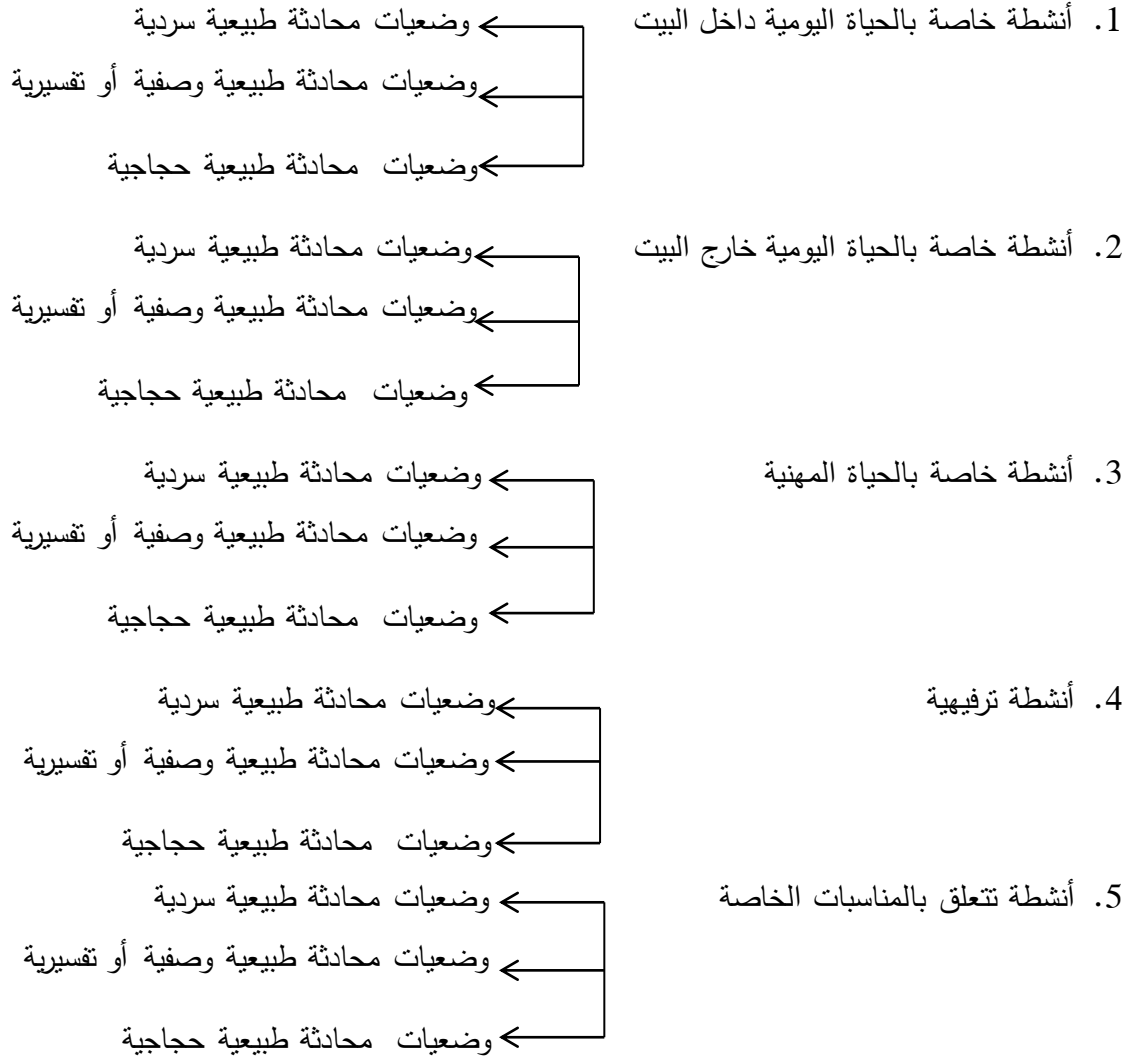 1. أنشطة خاصة بالحياة اليومية داخل البيت وضعيات محادثة طبيعية سردية
وضعيات محادثة طبيعية وصفية أو تفسيرية
وضعيات محادثة طبيعية حجاجية
2. أنشطة خاصة بالحياة اليومية خارج البيت وضعيات محادثة طبيعية سردية
وضعيات محادثة طبيعية وصفية أو تفسيرية
وضعيات محادثة طبيعية حجاجية
3. أنشطة خاصة بالحياة المهنية وضعيات محادثة طبيعية سردية
وضعيات محادثة طبيعية وصفية أو تفسيرية
وضعيات محادثة طبيعية حجاجية
4. أنشطة ترفيهية وضعيات محادثة طبيعية سردية
وضعيات محادثة طبيعية وصفية أو تفسيرية
وضعيات محادثة طبيعية حجاجية
5. أنشطة تتعلق بالمناسبات الخاصة وضعيات محادثة طبيعية سردية
وضعيات محادثة طبيعية وصفية أو تفسيرية
وضعيات محادثة طبيعية حجاجية